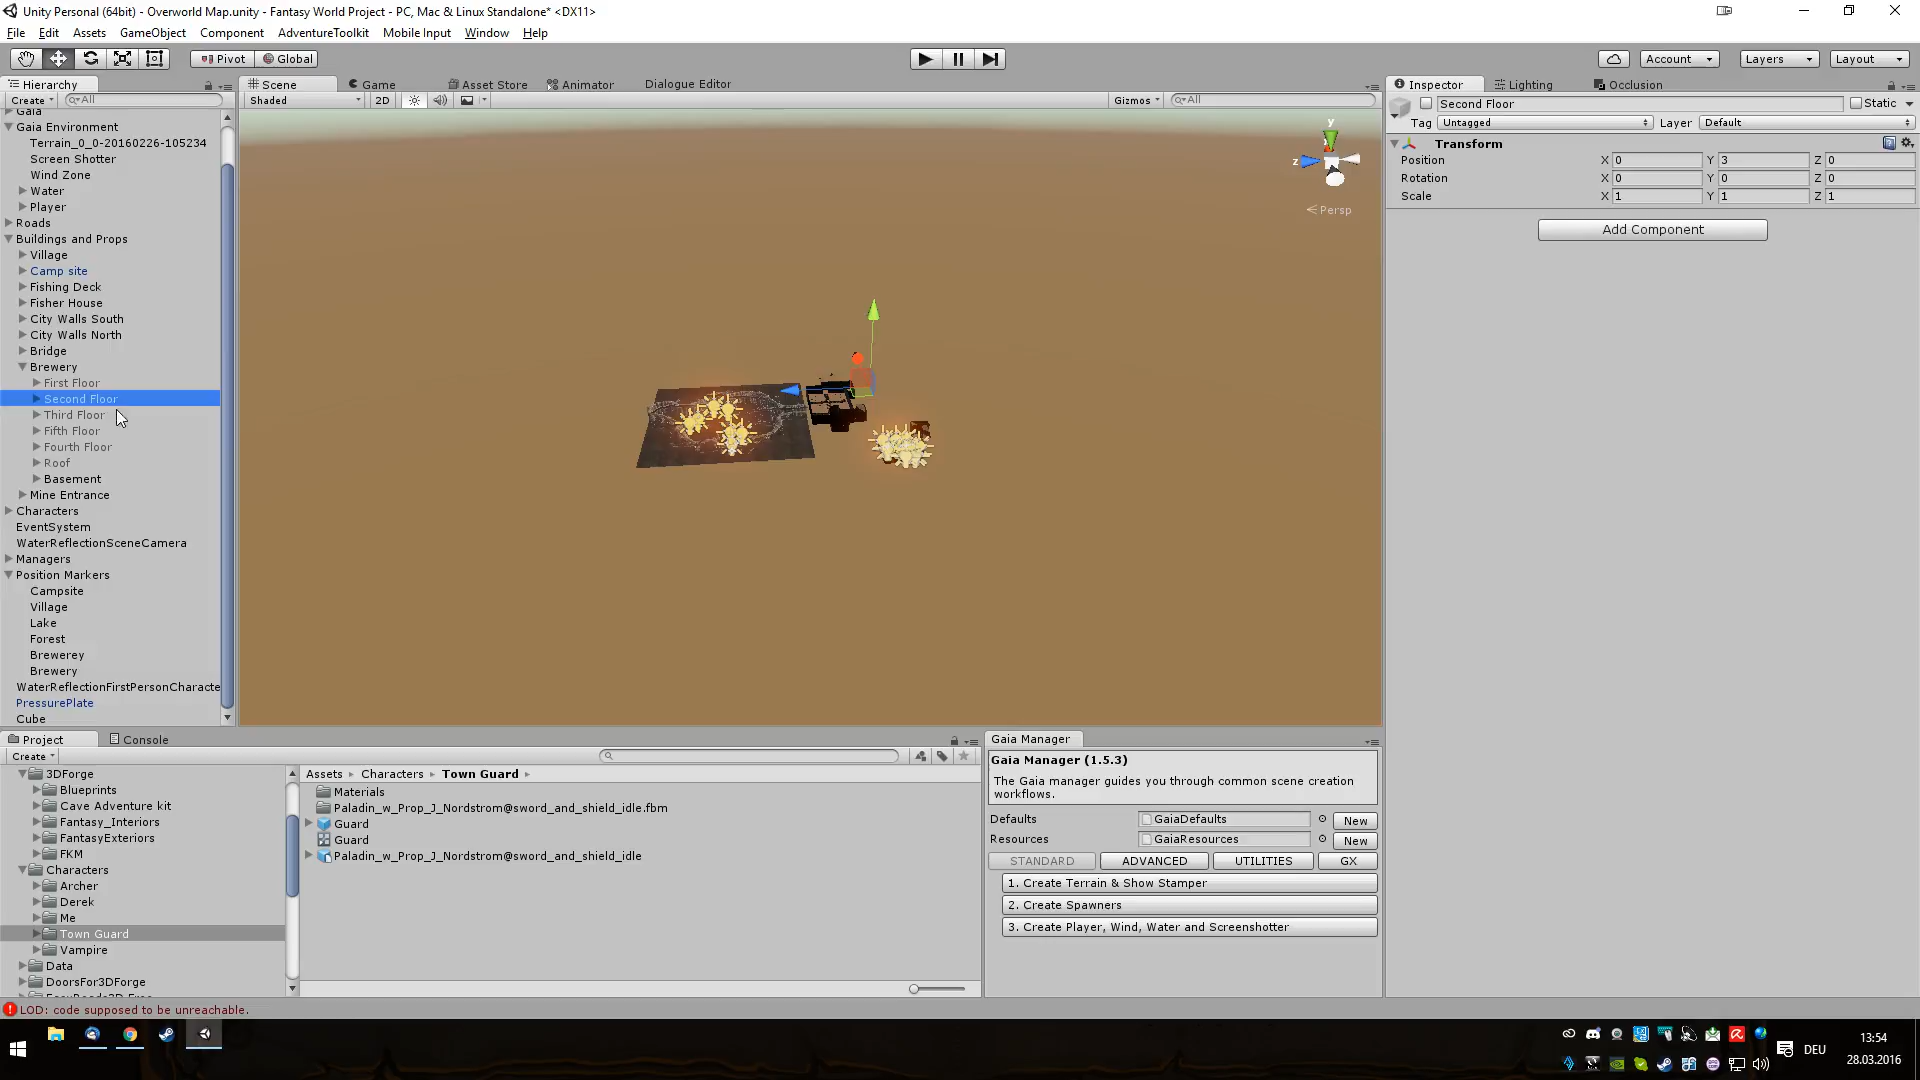 Unity Personal (64bit) - Overworld Map.unity - Fantasy World Project - PC, Mac & Linux Standalone* <DX11>
File Edit Assets GameObject Component AdventureToolkit Mobile Input Window Help
Pivot Global Account Layers Layout
Hierarchy Scene Game Asset Store Animator Dialogue Editor Inspector Lighting Occlusion
Create All Shaded 2D Gizmos All
Second Floor Static
Tag Untagged Layer Default
Transform
Position X 0 Y 3 Z 0
Rotation X 0 Y 0 Z 0
Scale X 1 Y 1 Z 1
Add Component
y
z
Persp
Gaia
Gaia Environment
Terrain_0_0-20160226-105234
Screen Shotter
Wind Zone
Water
Player
Roads
Buildings and Props
Village
Camp site
Fishing Deck
Fisher House
City Walls South
City Walls North
Bridge
Brewery
First Floor
Second Floor
Third Floor
Fifth Floor
Fourth Floor
Roof
Basement
Mine Entrance
Characters
EventSystem
WaterReflectionSceneCamera
Managers
Position Markers
Campsite
Village
Lake
Forest
Brewerey
Brewery
WaterReflectionFirstPersonCharacte
PressurePlate
Cube
Project Console
Create
3DForge
Blueprints
Cave Adventure kit
Fantasy_Interiors
FantasyExteriors
FKM
Characters
Archer
Derek
Me
Town Guard
Vampire
Data
DoorsFor3DForge
Assets Characters Town Guard
Materials
Paladin_w_Prop_J_Nordstrom@sword_and_shield_idle.fbm
Guard
Guard
Paladin_w_Prop_J_Nordstrom@sword_and_shield_idle
Gaia Manager
Gaia Manager (1.5.3)
The Gaia manager guides you through common scene creation
workflows.
Defaults GaiaDefaults New
Resources GaiaResources New
STANDARD ADVANCED UTILITIES GX
1. Create Terrain & Show Stamper
2. Create Spawners
3. Create Player, Wind, Water and Screenshotter
LOD: code supposed to be unreachable.
DEU
13:54
28.03.2016